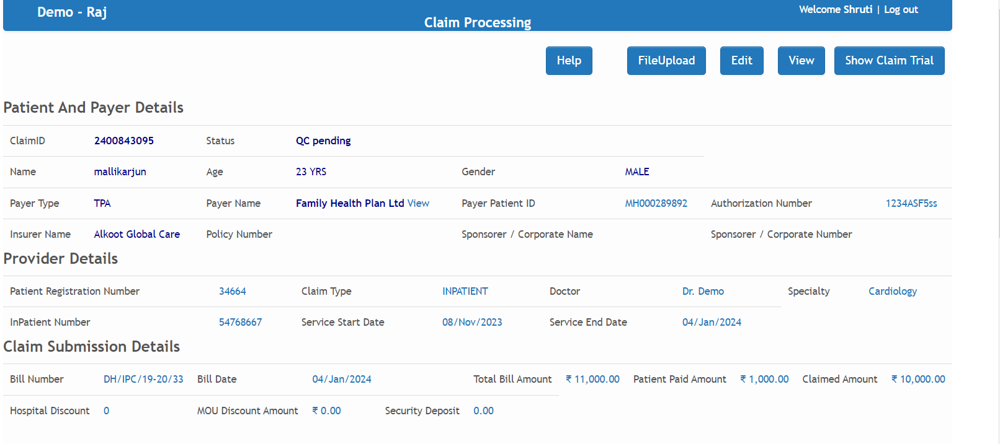 Demo - Raj
Welcome Shruti | Log out
Claim Processing
Help FileUpload Edit View Show Claim Trial
Patient And Payer Details
ClaimID 2400843095 Status QC pending
Name mallikarjun Age 23 YRS Gender MALE
Payer Type TPA Payer Name Family Health Plan Ltd View Payer Patient ID MH000289892 Authorization Number 1234ASF5ss
Insurer Name Alkoot Global Care Policy Number Sponsorer / Corporate Name Sponsorer / Corporate Number
Provider Details
Patient Registration Number 34664 Claim Type INPATIENT Doctor Dr. Demo Specialty Cardiology
InPatient Number 54768667 Service Start Date 08/Nov/2023 Service End Date 04/Jan/2024
Claim Submission Details
Bill Number DH/IPC/19-20/33 Bill Date 04/Jan/2024 Total Bill Amount ₹ 11,000.00 Patient Paid Amount ₹ 1,000.00 Claimed Amount ₹ 10,000.00
Hospital Discount 0 MOU Discount Amount ₹ 0.00 Security Deposit 0.00